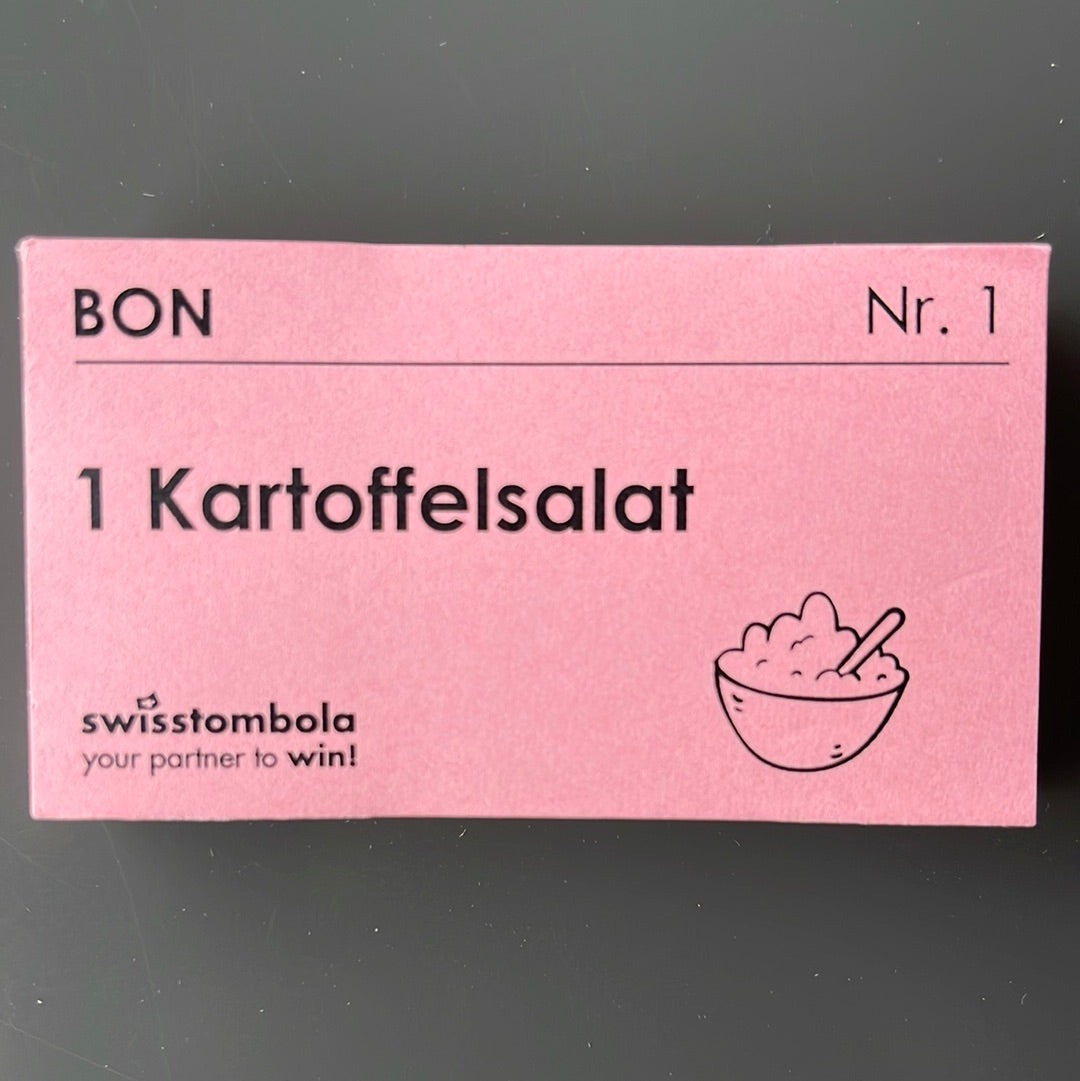 BON Nr. 1
1 Kartoffelsalat
swisstombola
your partner to win!